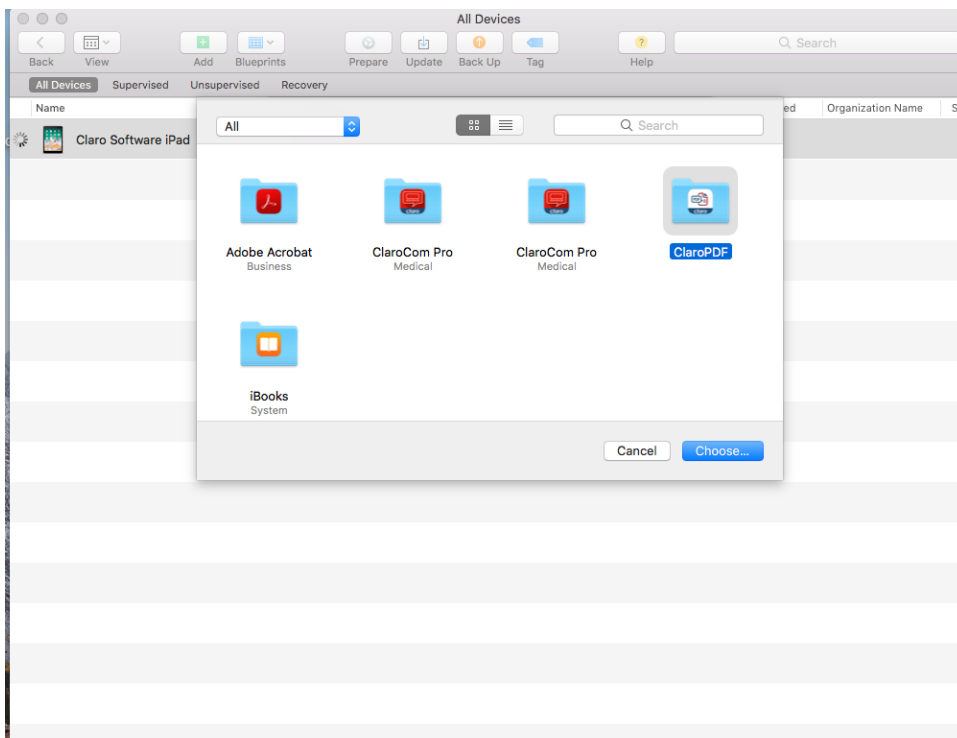 All Devices
Back View Add Blueprints Prepare Update Back Up Tag Help Search
All Devices Supervised Unsupervised Recovery
Name ed Organization Name S
Claro Software iPad
All Search
Adobe Acrobat ClaroCom Pro ClaroCom Pro ClaroPDF
Business Medical Medical
iBooks
System
Cancel Choose...